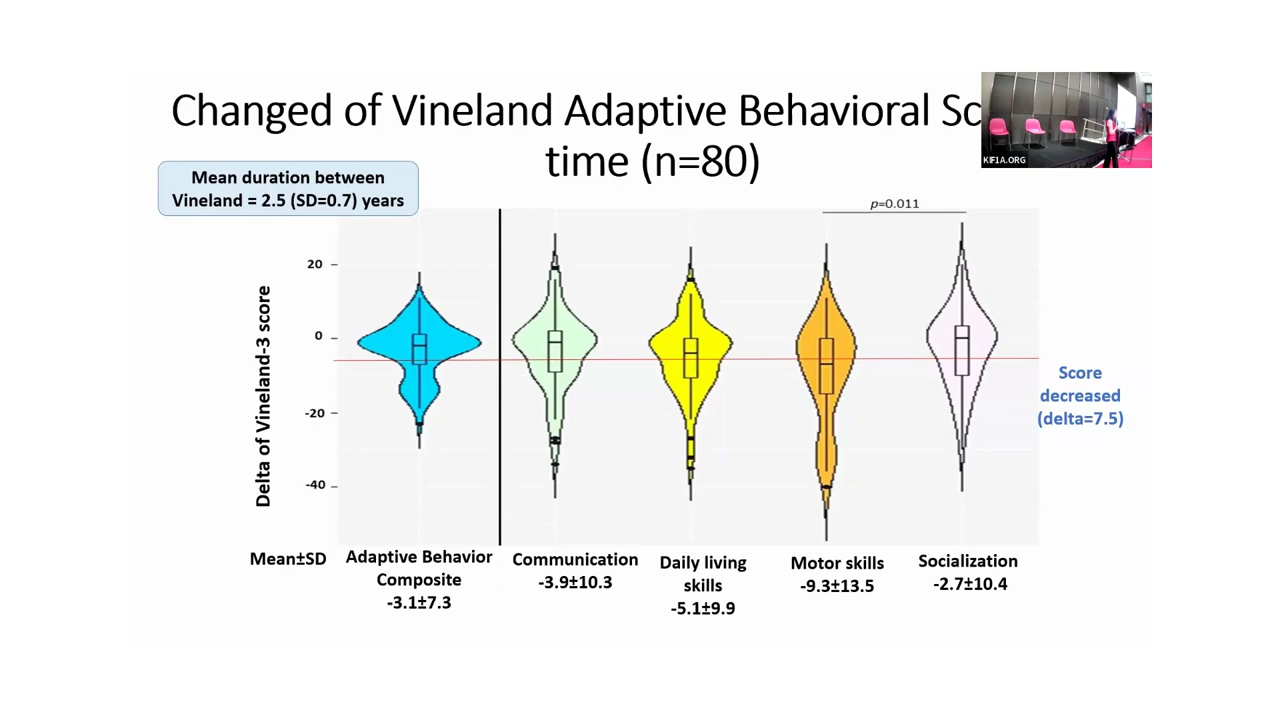 Changed of Vineland Adaptive Behavioral Sc
time (n=80)
KIF1A.ORG
Mean duration between
Vineland = 2.5 (SD=0.7) years
p=0.011
Delta of Vineland-3 score
20
0
-20
-40
Score
decreased
(delta=7.5)
Mean±SD
Adaptive Behavior
Composite
-3.1±7.3
Communication
-3.9±10.3
Daily living
skills
-5.1±9.9
Motor skills
-9.3±13.5
Socialization
-2.7±10.4